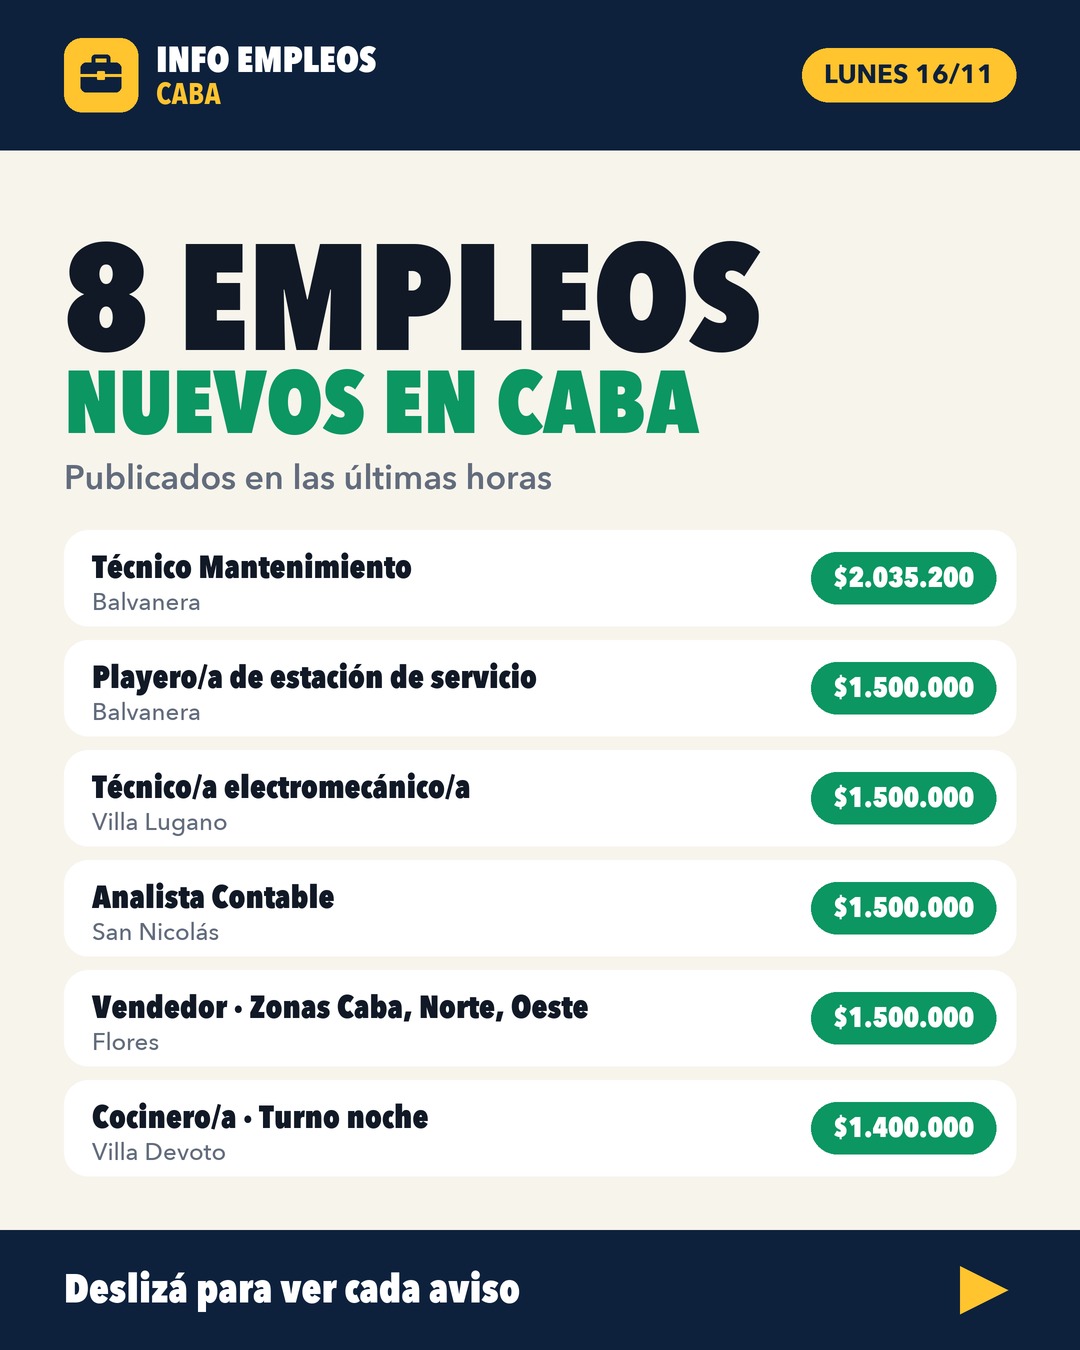 INFO EMPLEOS
CABA
LUNES 16/11
8 EMPLEOS
NUEVOS EN CABA
Publicados en las últimas horas
Técnico Mantenimiento
Balvanera
$2.035.200
Playero/a de estación de servicio
Balvanera
$1.500.000
Técnico/a electromecánico/a
Villa Lugano
$1.500.000
Analista Contable
San Nicolás
$1.500.000
Vendedor · Zonas Caba, Norte, Oeste
Flores
$1.500.000
Cocinero/a · Turno noche
Villa Devoto
$1.400.000
Deslizá para ver cada aviso